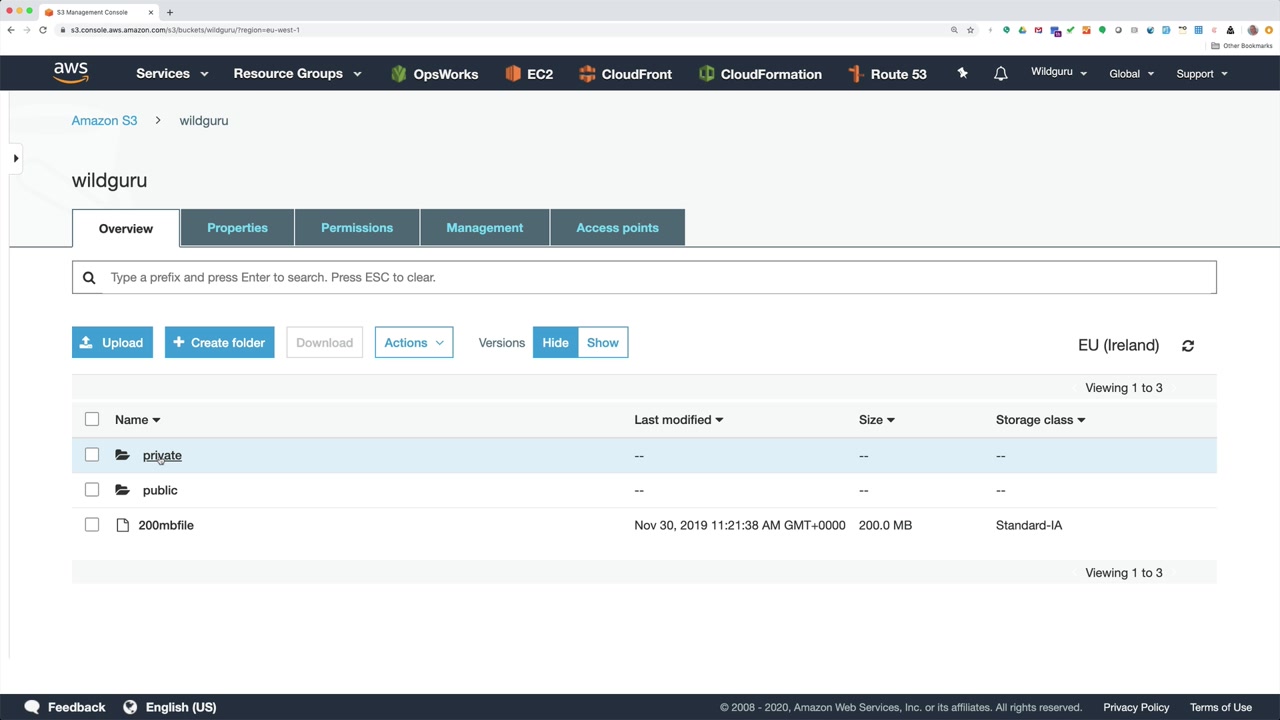 S3 Management Console
s3.console.aws.amazon.com/s3/buckets/wildguru/?region=eu-west-1
Other Bookmarks
aws Services Resource Groups OpsWorks EC2 CloudFront CloudFormation Route 53 Wildguru Global Support
Amazon S3 > wildguru
wildguru
Overview Properties Permissions Management Access points
Type a prefix and press Enter to search. Press ESC to clear.
Upload + Create folder Download Actions Versions Hide Show EU (Ireland)
Viewing 1 to 3
Name Last modified Size Storage class
private -- -- --
public -- -- --
200mbfile Nov 30, 2019 11:21:38 AM GMT+0000 200.0 MB Standard-IA
Viewing 1 to 3
Feedback English (US) © 2008 - 2020, Amazon Web Services, Inc. or its affiliates. All rights reserved. Privacy Policy Terms of Use